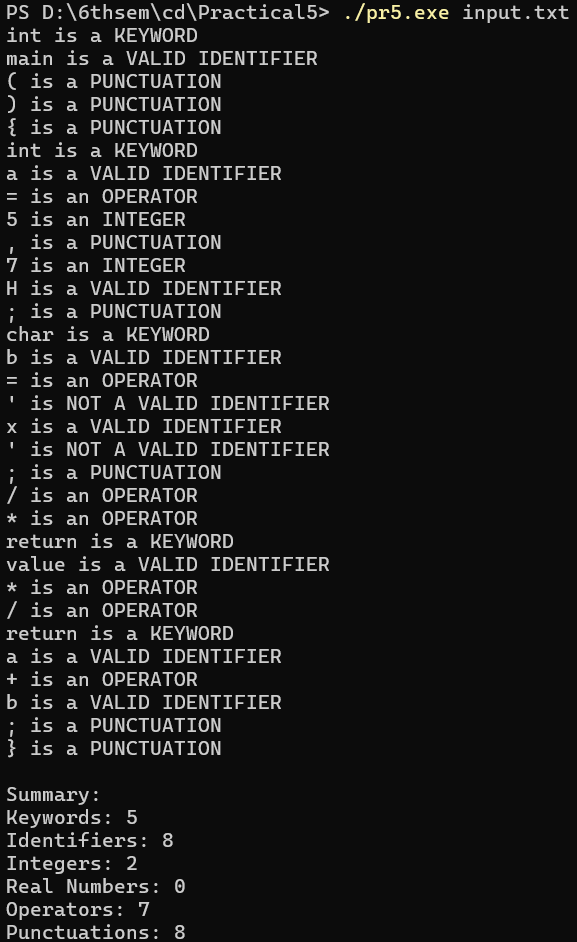 PS D:\6thsem\cd\Practical5> ./pr5.exe input.txt
int is a KEYWORD
main is a VALID IDENTIFIER
( is a PUNCTUATION
) is a PUNCTUATION
{ is a PUNCTUATION
int is a KEYWORD
a is a VALID IDENTIFIER
= is an OPERATOR
5 is an INTEGER
, is a PUNCTUATION
7 is an INTEGER
H is a VALID IDENTIFIER
; is a PUNCTUATION
char is a KEYWORD
b is a VALID IDENTIFIER
= is an OPERATOR
' is NOT A VALID IDENTIFIER
x is a VALID IDENTIFIER
' is NOT A VALID IDENTIFIER
; is a PUNCTUATION
/ is an OPERATOR
* is an OPERATOR
return is a KEYWORD
value is a VALID IDENTIFIER
* is an OPERATOR
/ is an OPERATOR
return is a KEYWORD
a is a VALID IDENTIFIER
+ is an OPERATOR
b is a VALID IDENTIFIER
; is a PUNCTUATION
} is a PUNCTUATION

Summary:
Keywords: 5
Identifiers: 8
Integers: 2
Real Numbers: 0
Operators: 7
Punctuations: 8